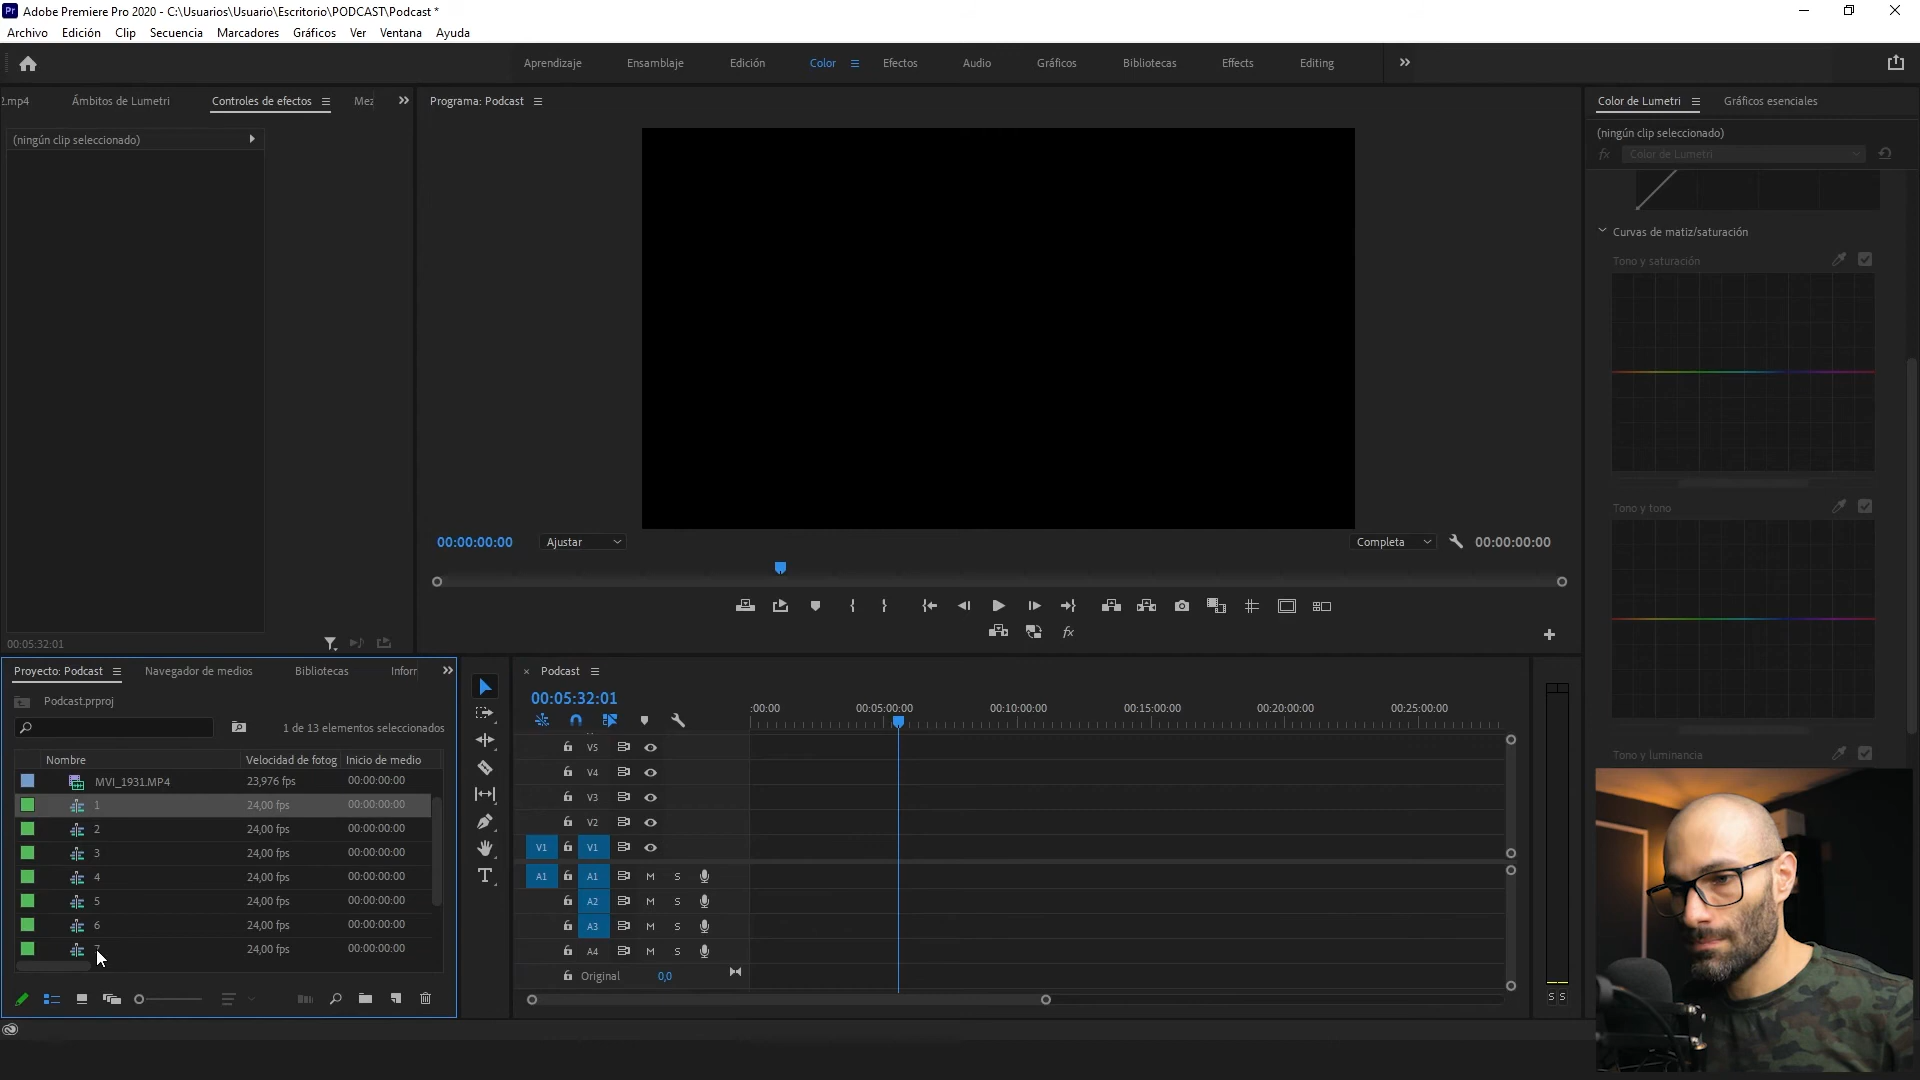 Pr Adobe Premiere Pro 2020 - C:\Usuarios\Usuario\Escritorio\PODCAST\Podcast *
Archivo Edición Clip Secuencia Marcadores Gráficos Ver Ventana Ayuda
Aprendizaje Ensamblaje Edición Color Efectos Audio Gráficos Bibliotecas Effects Editing
2.mp4 Ámbitos de Lumetri Controles de efectos Mez
Programa: Podcast
Color de Lumetri Gráficos esenciales
(ningún clip seleccionado)
(ningún clip seleccionado)
fx Color de Lumetri
Curvas de matiz/saturación
Tono y saturación
Tono y tono
Tono y luminancia
00:00:00:00 Ajustar Completa 00:00:00:00
fx
00:05:32:01
Proyecto: Podcast Navegador de medios Bibliotecas Inforr
Podcast.prproj
1 de 13 elementos seleccionados
Nombre Velocidad de fotog Inicio de medio
MVI_1931.MP4 23,976 fps 00:00:00:00
1 24,00 fps 00:00:00:00
2 24,00 fps 00:00:00:00
3 24,00 fps 00:00:00:00
4 24,00 fps 00:00:00:00
5 24,00 fps 00:00:00:00
6 24,00 fps 00:00:00:00
7 24,00 fps 00:00:00:00
× Podcast
00:05:32:01
:00:00 00:05:00:00 00:10:00:00 00:15:00:00 00:20:00:00 00:25:00:00
V5
V4
V3
V2
V1 V1
A1 A1 M S
A2 M S
A3 M S
A4 M S
Original 0,0
S S